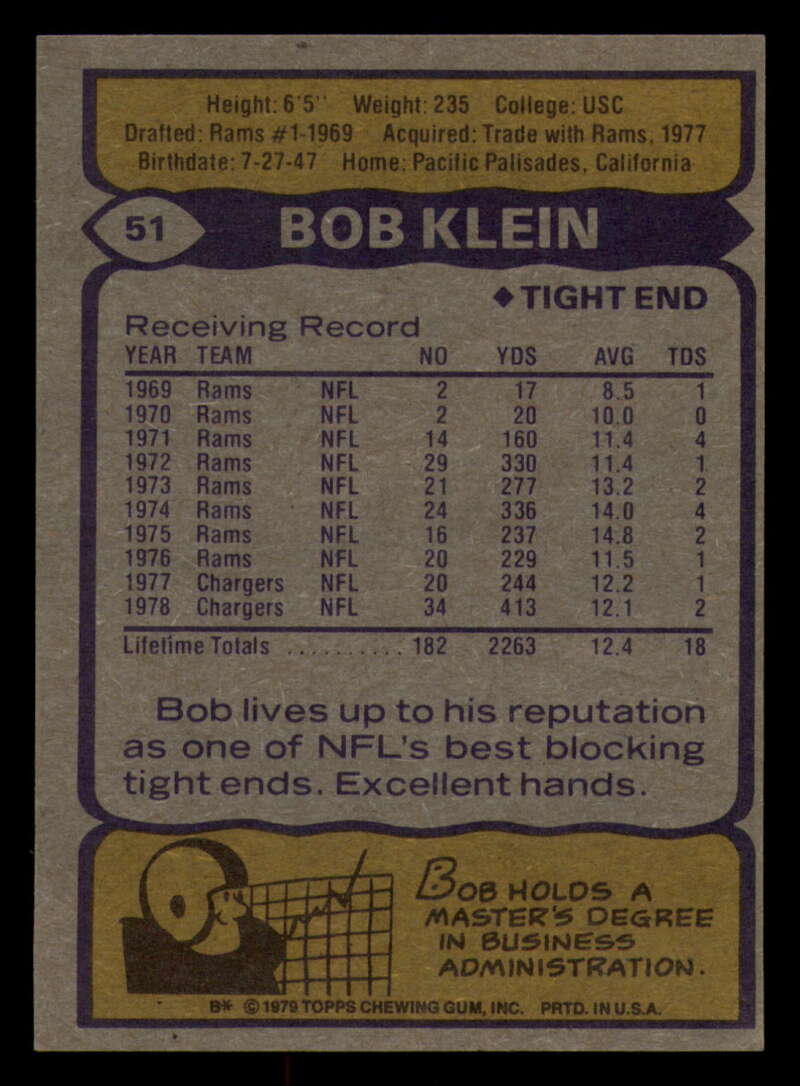 Height: 6'5" Weight: 235 College: USC
Drafted: Rams #1-1969 Acquired: Trade with Rams, 1977
Birthdate: 7-27-47 Home: Pacific Palisades, California
51 BOB KLEIN
♦ TIGHT END
Receiving Record
YEAR TEAM NO YDS AVG TDS
1969 Rams NFL 2 17 8.5 1
1970 Rams NFL 2 20 10.0 0
1971 Rams NFL 14 160 11.4 4
1972 Rams NFL 29 330 11.4 1
1973 Rams NFL 21 277 13.2 2
1974 Rams NFL 24 336 14.0 4
1975 Rams NFL 16 237 14.8 2
1976 Rams NFL 20 229 11.5 1
1977 Chargers NFL 20 244 12.2 1
1978 Chargers NFL 34 413 12.1 2
Lifetime Totals .......... 182 2263 12.4 18
Bob lives up to his reputation
as one of NFL's best blocking
tight ends. Excellent hands.
BOB HOLDS A
MASTER'S DEGREE
IN BUSINESS
ADMINISTRATION.
B* © 1979 TOPPS CHEWING GUM, INC. PRTD. IN U.S.A.